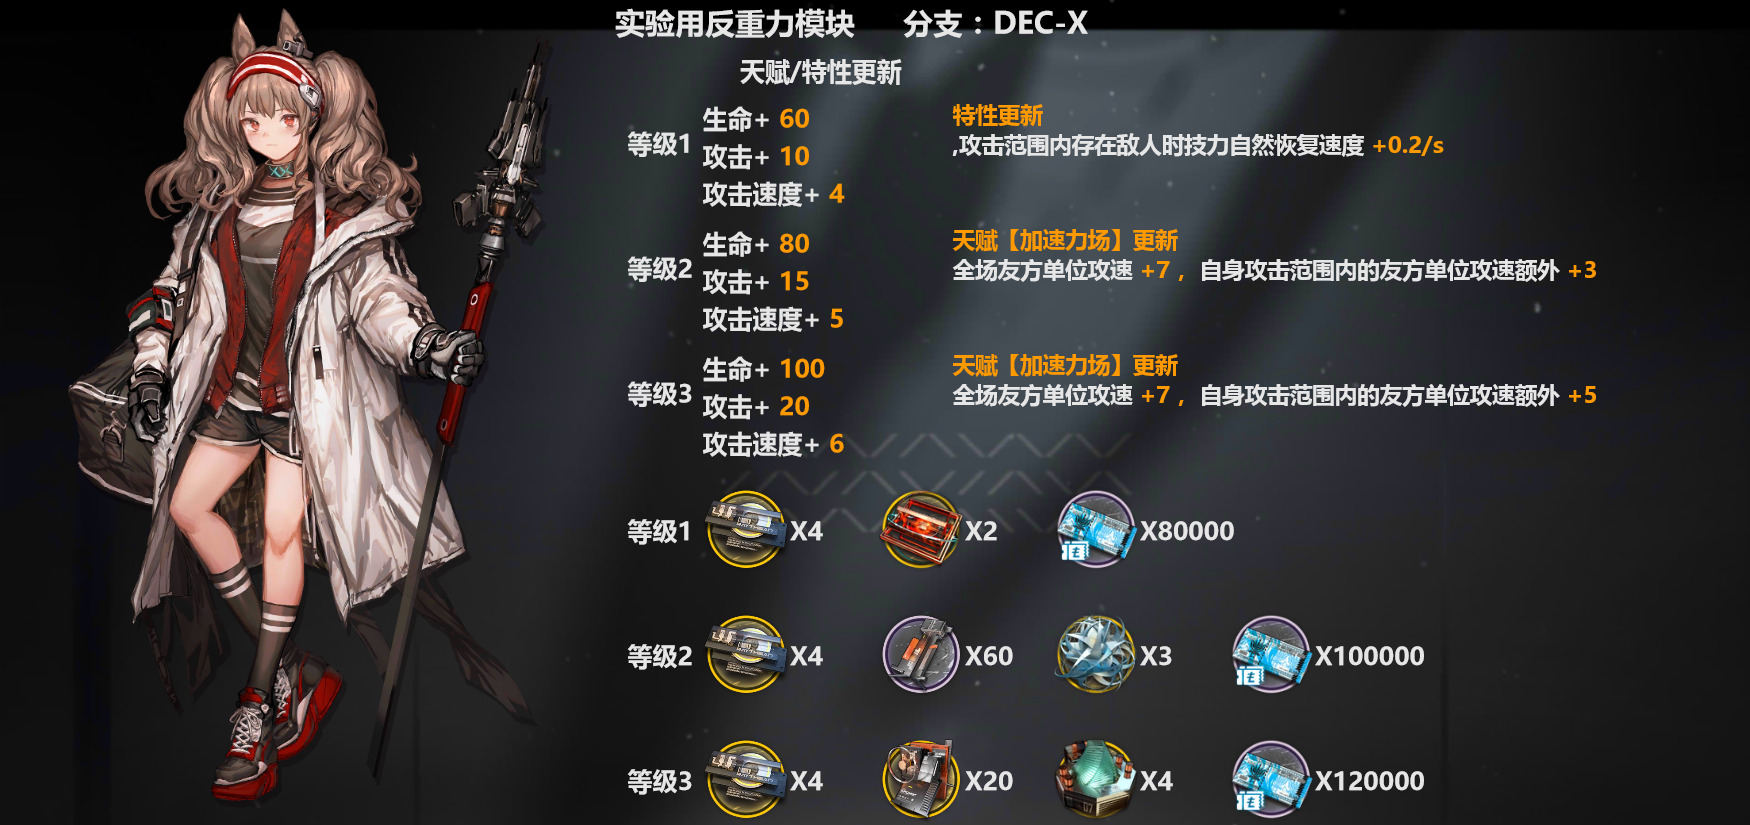 实验用反重力模块 分支：DEC-X
天赋/特性更新
等级1
生命+ 60
攻击+ 10
攻击速度+ 4
特性更新
,攻击范围内存在敌人时技力自然恢复速度 +0.2/s
等级2
生命+ 80
攻击+ 15
攻击速度+ 5
天赋【加速力场】更新
全场友方单位攻速 +7， 自身攻击范围内的友方单位攻速额外 +3
等级3
生命+ 100
攻击+ 20
攻击速度+ 6
天赋【加速力场】更新
全场友方单位攻速 +7， 自身攻击范围内的友方单位攻速额外 +5
等级1 X4 X2 X80000
等级2 X4 X60 X3 X100000
等级3 X4 X20 X4 X120000